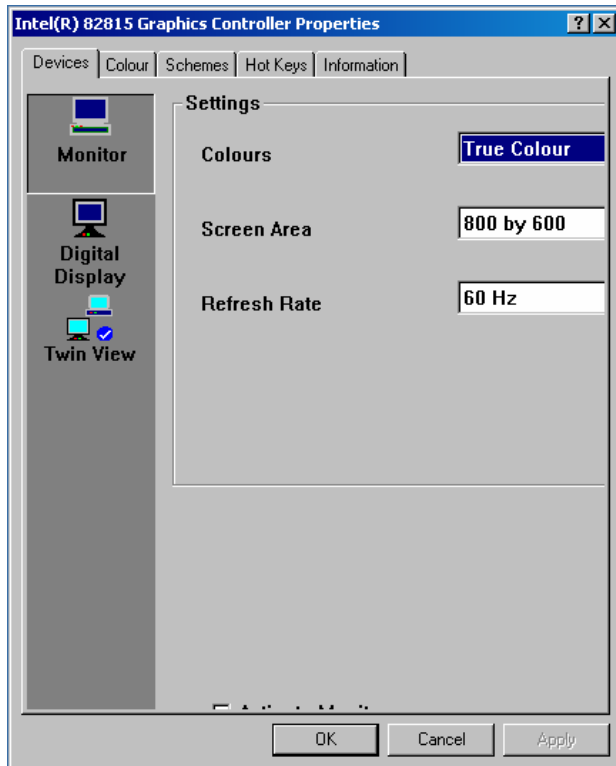 Intel(R) 82815 Graphics Controller Properties
Devices Colour Schemes Hot Keys Information
Monitor
Digital
Display
Twin View
Settings
Colours True Colour
Screen Area 800 by 600
Refresh Rate 60 Hz
OK Cancel Apply